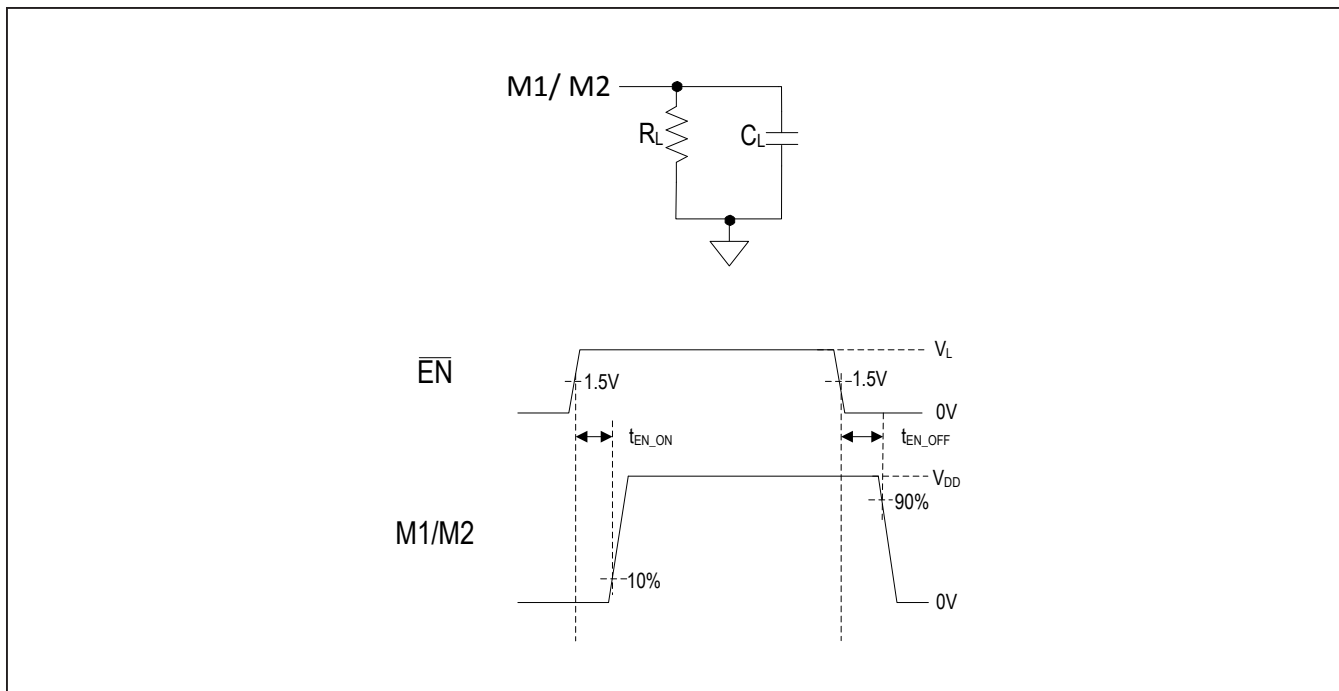 M1/ M2
RL
CL
EN
1.5V
1.5V
VL
0V
tEN_ON
tEN_OFF
VDD
90%
M1/M2
10%
0V